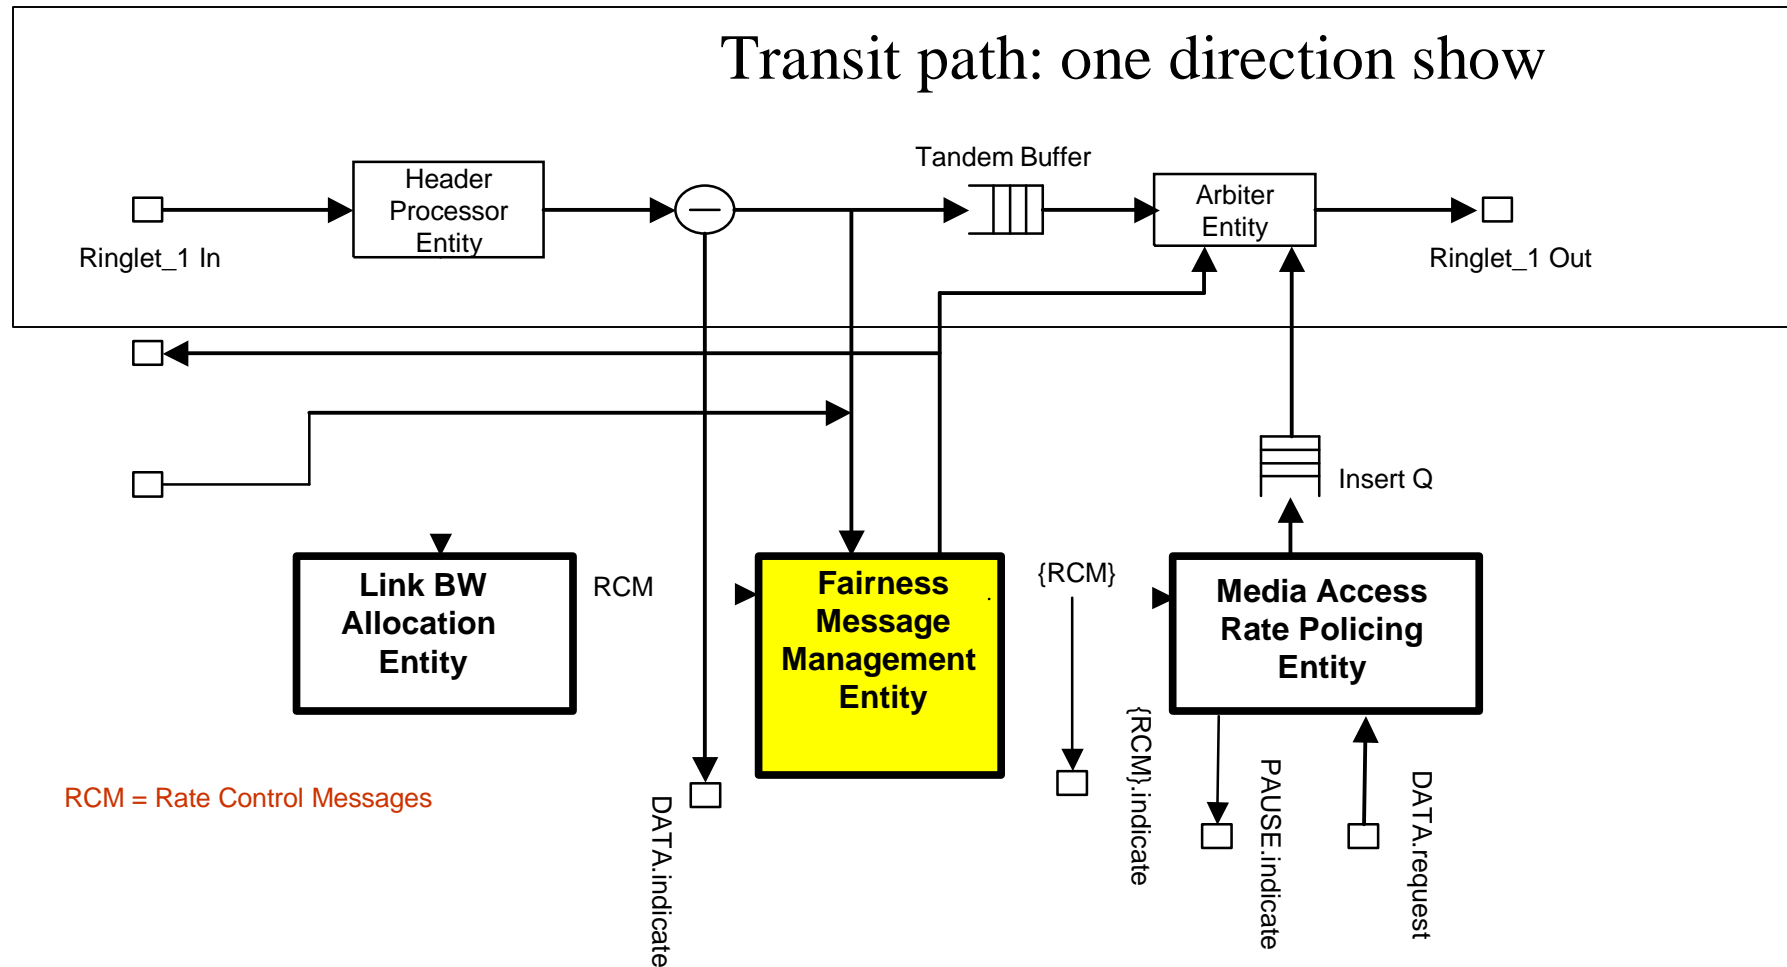 Transit path: one direction show
Tandem Buffer
Header
Processor
Entity
Arbiter
Entity
Ringlet_1 In
Ringlet_1 Out
Insert Q
Link BW
Allocation
Entity
RCM
Fairness
Message
Management
Entity
{RCM}
Media Access
Rate Policing
Entity
RCM = Rate Control Messages
DATA.indicate
{RCM}.indicate
PAUSE.indicate
DATA.request